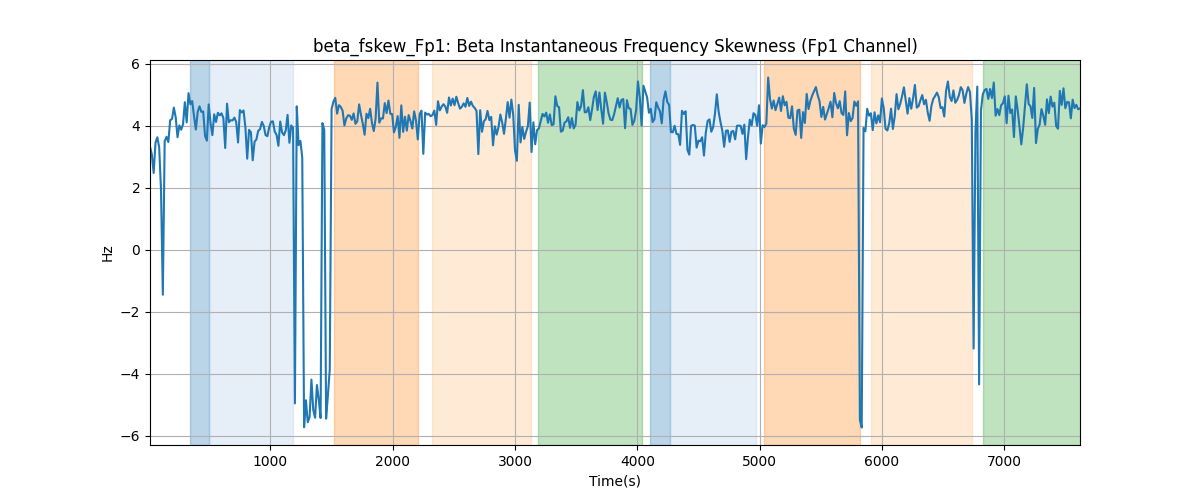 beta_fskew_Fp1: Beta Instantaneous Frequency Skewness (Fp1 Channel)
6
4
2
0
−2
−4
−6
Hz
1000 2000 3000 4000 5000 6000 7000
Time(s)